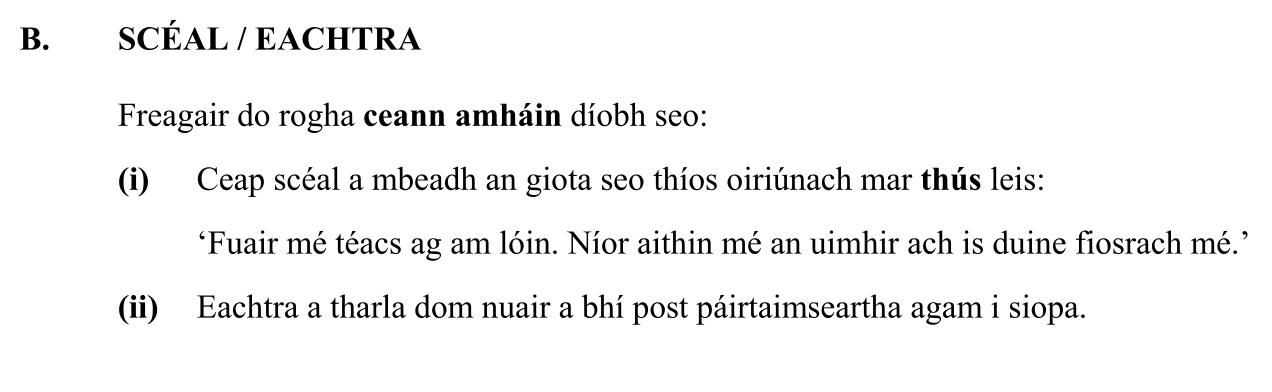 B. SCÉAL / EACHTRA
Freagair do rogha ceann amháin díobh seo:
(i) Ceap scéal a mbeadh an giota seo thíos oiriúnach mar thús leis:
‘Fuair mé téacs ag am lóin. Níor aithin mé an uimhir ach is duine fiosrach mé.’
(ii) Eachtra a tharla dom nuair a bhí post páirtaimseartha agam i siopa.